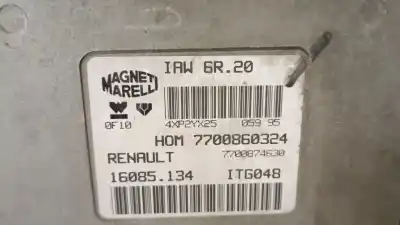 IAW 6R.20
MAGNETI
MARELLI
0F10
4XP2YX25
059 95
HOM 7700860324
RENAULT
7700874630
16085.134
ITG048